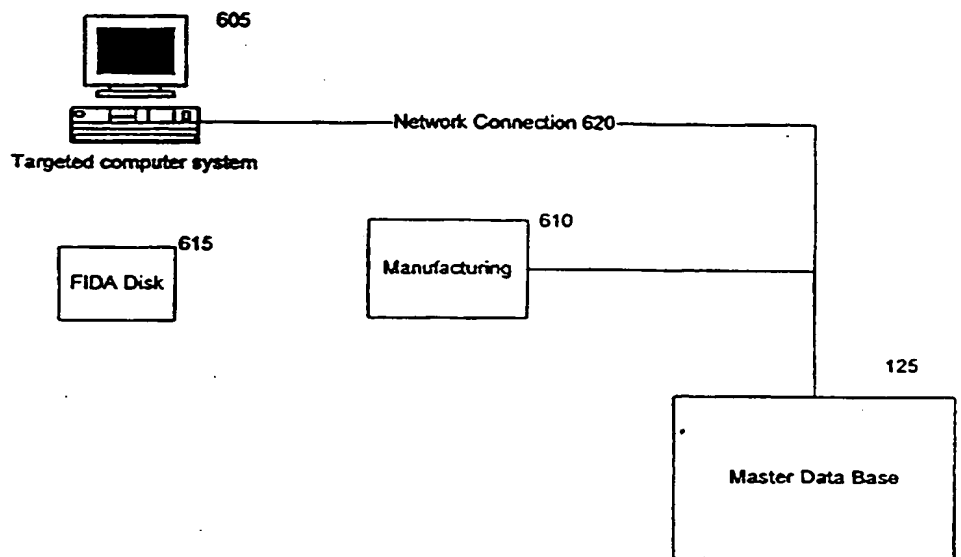 605
Network Connection 620
Targeted computer system
610
615
FIDA Disk
Manufacturing
125
Master Data Base